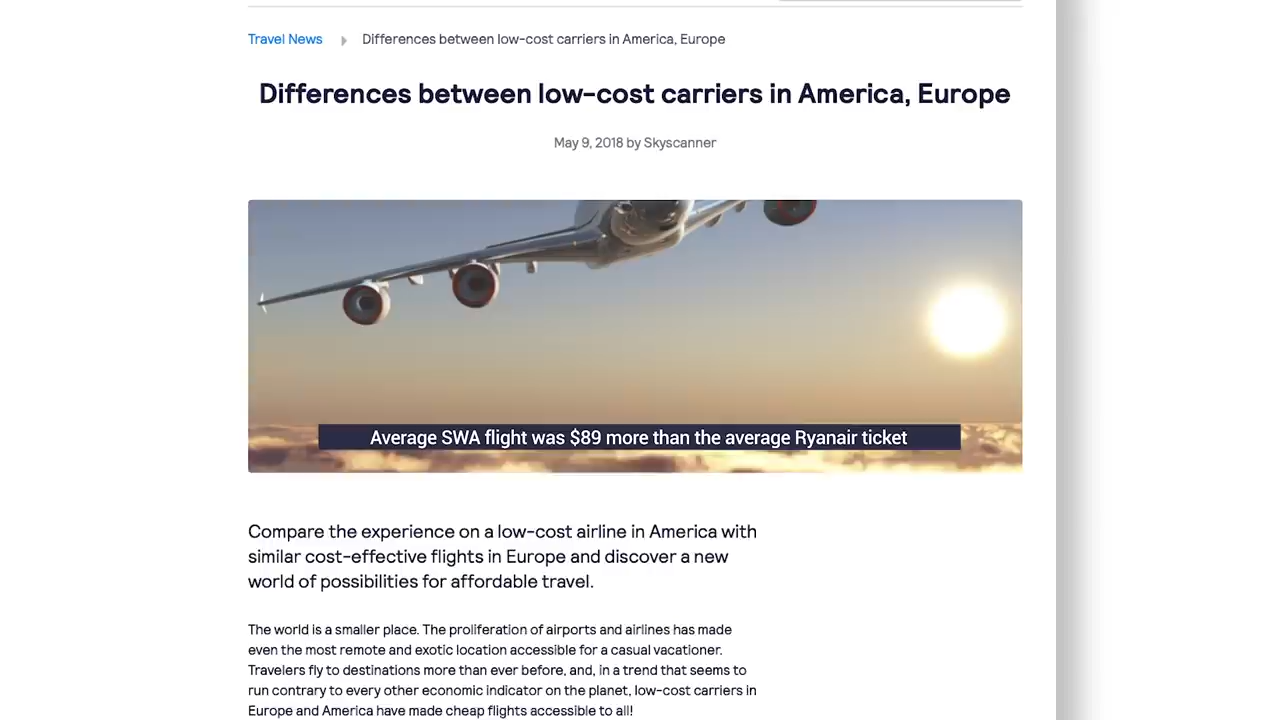 Travel News
Differences between low-cost carriers in America, Europe
Differences between low-cost carriers in America, Europe
May 9, 2018 by Skyscanner
Average SWA flight was $89 more than the average Ryanair ticket
Compare the experience on a low-cost airline in America with
similar cost-effective flights in Europe and discover a new
world of possibilities for affordable travel.
The world is a smaller place. The proliferation of airports and airlines has made
even the most remote and exotic location accessible for a casual vacationer.
Travelers fly to destinations more than ever before, and, in a trend that seems to
run contrary to every other economic indicator on the planet, low-cost carriers in
Europe and America have made cheap flights accessible to all!